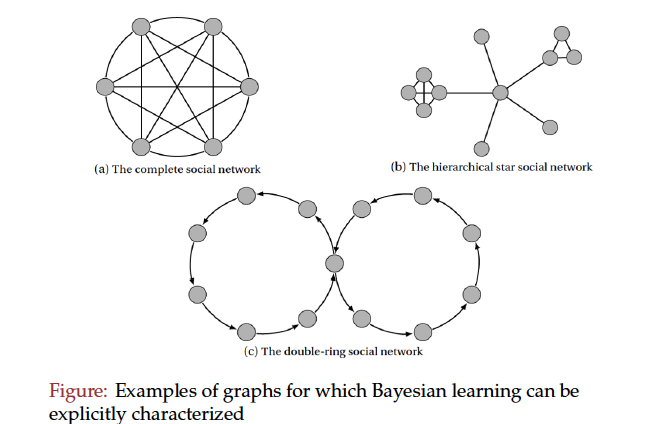 (a) The complete social network
(b) The hierarchical star social network
(c) The double-ring social network
Figure: Examples of graphs for which Bayesian learning can be
explicitly characterized